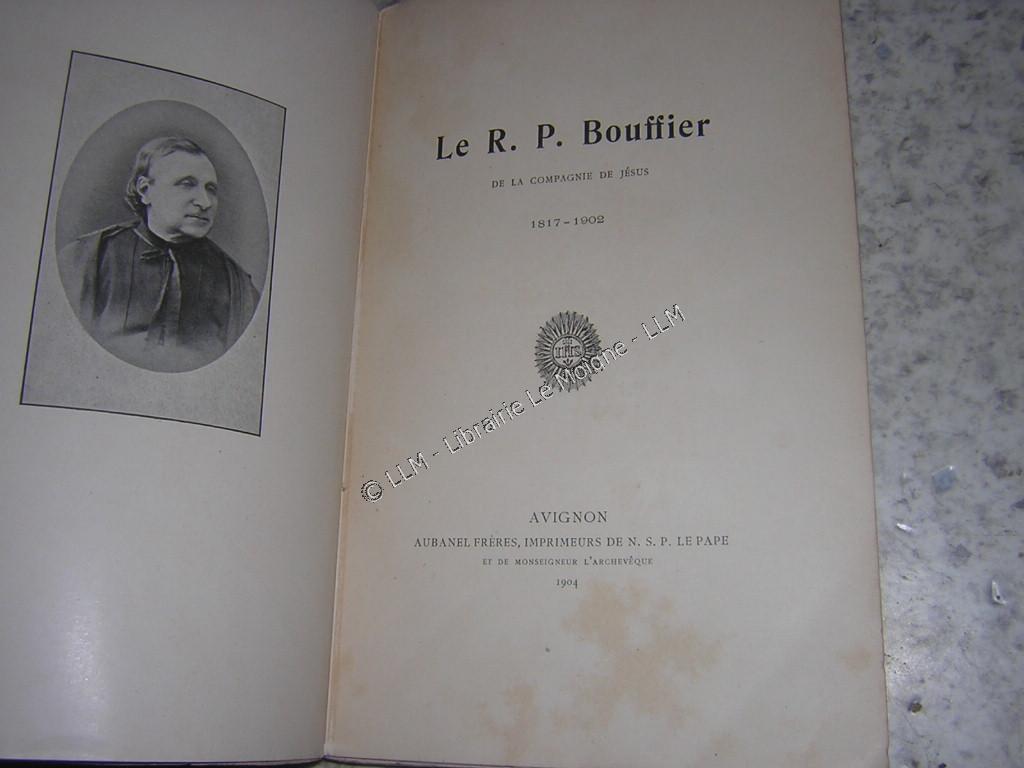 Le R. P. Bouffier
DE LA COMPAGNIE DE JÉSUS
1817-1902
IHS
© LLM - Librairie Le Moigne - LLM
AVIGNON
AUBANEL FRÈRES, IMPRIMEURS DE N. S. P. LE PAPE
ET DE MONSEIGNEUR L'ARCHEVÊQUE
1904